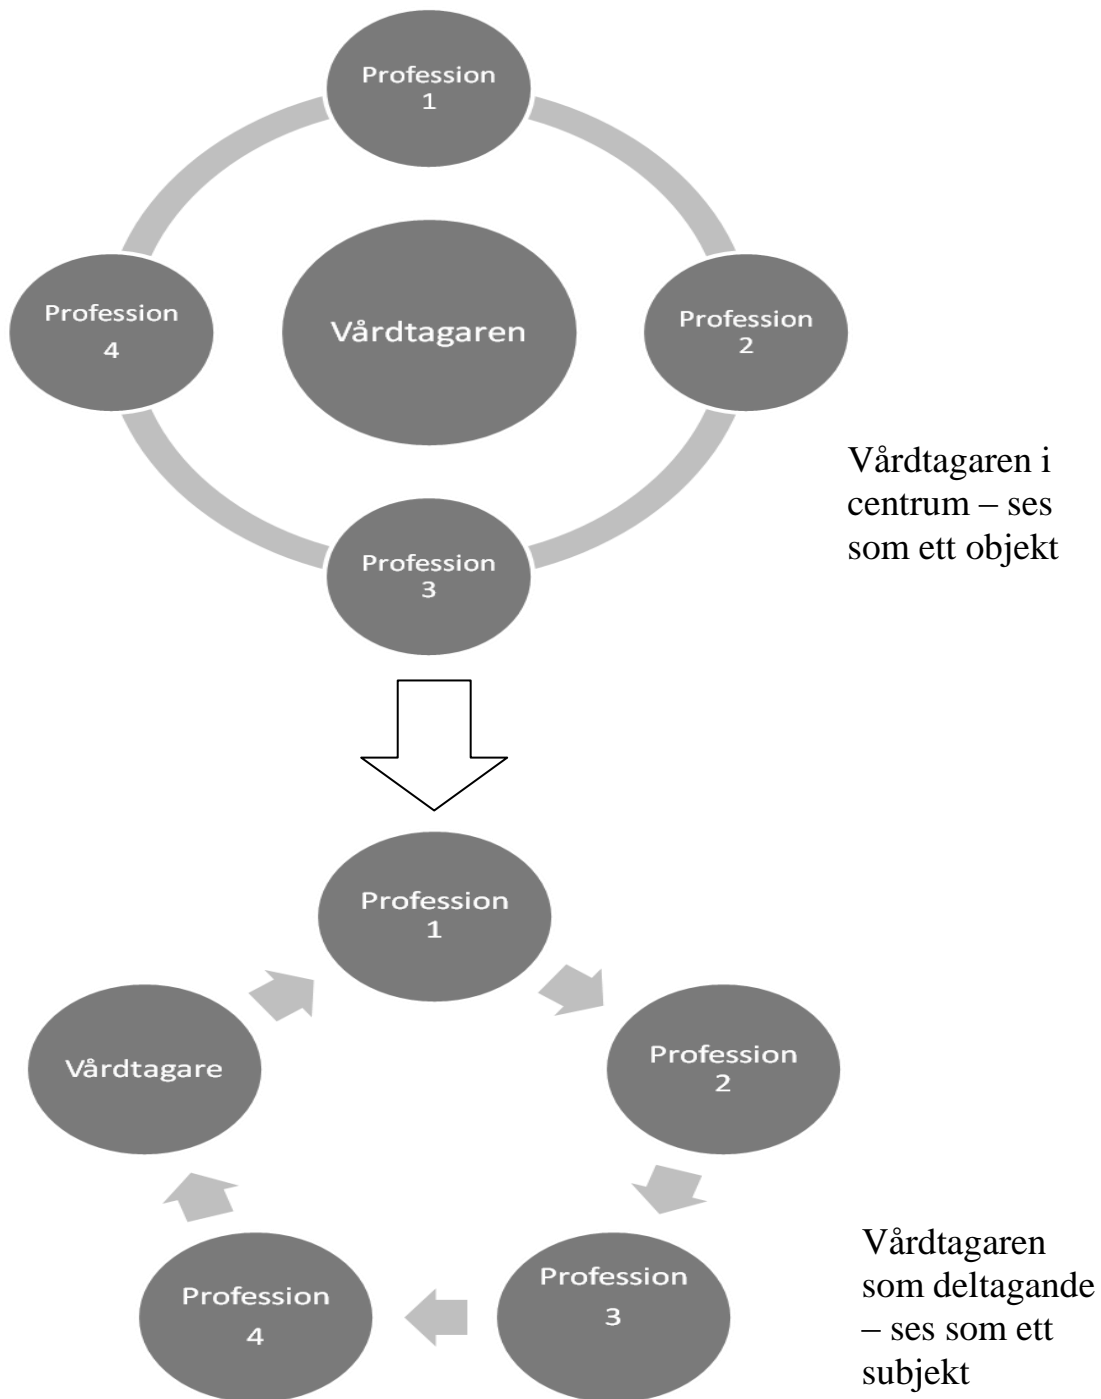 Profession
1
Profession
4
Vårdtagaren
Profession
2
Profession
3
Vårdtagaren i
centrum – ses
som ett objekt
Profession
1
Vårdtagare
Profession
2
Profession
4
Profession
3
Vårdtagaren
som deltagande
– ses som ett
subjekt